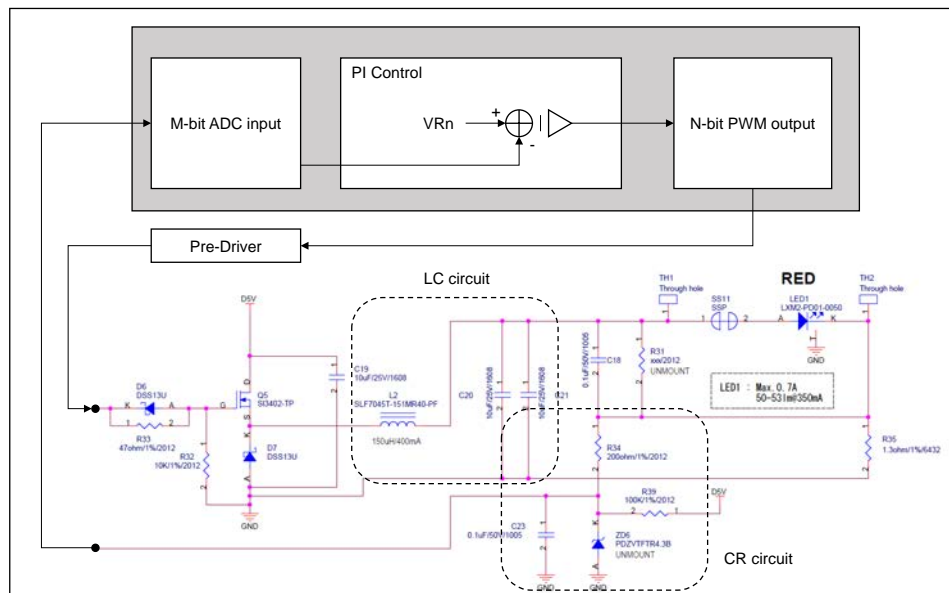 PI Control
M-bit ADC input
VRn
+
-
N-bit PWM output
Pre-Driver
LC circuit
RED
TH1
Through hole
TH2
Through hole
SS11
SSP
LED1
LXM2-PD01-0050
D5V
C19
10uF/25V/1608
L2
SLF7045T-151MR40-PF
150uH/400mA
C20
10uF/25V/1608
C21
10uF/25V/1608
C18
0.1uF/50V/1005
R31
xxx/2012
UNMOUNT
GND
LED1 : Max. 0.7A
50-53lm@350mA
D6
DSS13U
R33
47ohm/1%/2012
R32
10K/1%/2012
Q5
SI3402-TP
D7
DSS13U
GND
R34
200ohm/1%/2012
R35
1.3ohm/1%/6432
R39
100K/1%/2012
D5V
C23
0.1uF/50V/1005
ZD6
PDZVTFTR4.3B
UNMOUNT
GND
GND
CR circuit